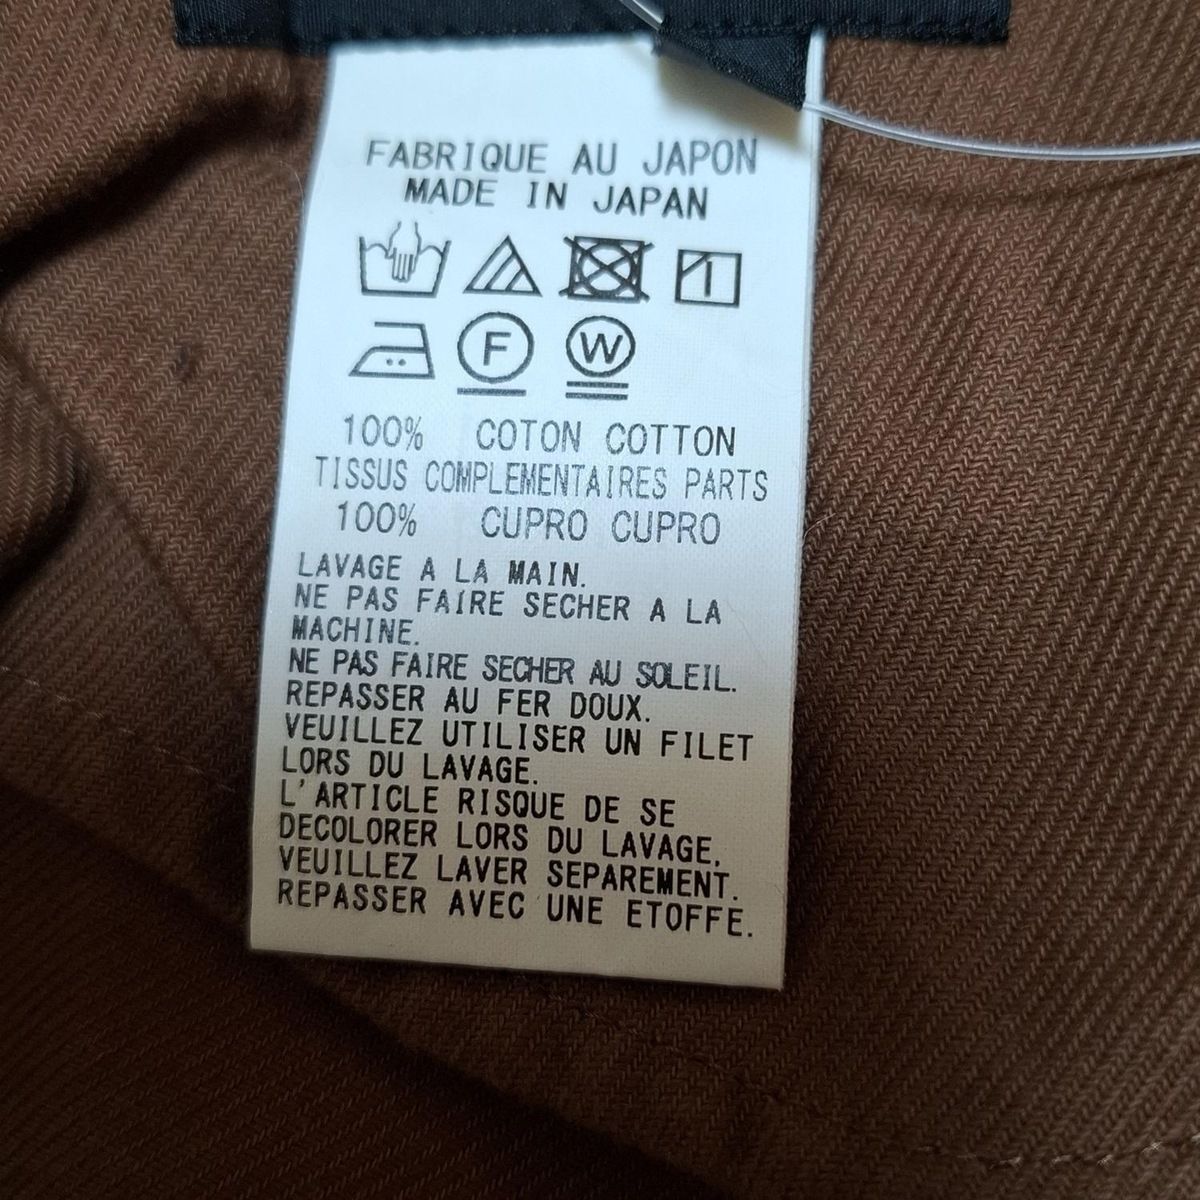 FABRIQUE AU JAPON
MADE IN JAPAN
F W
100% COTON COTTON
TISSUS COMPLEMENTAIRES PARTS
100% CUPRO CUPRO
LAVAGE A LA MAIN.
NE PAS FAIRE SECHER A LA
MACHINE.
NE PAS FAIRE SECHER AU SOLEIL.
REPASSER AU FER DOUX.
VEUILLEZ UTILISER UN FILET
LORS DU LAVAGE.
L'ARTICLE RISQUE DE SE
DECOLORER LORS DU LAVAGE.
VEUILLEZ LAVER SEPAREMENT.
REPASSER AVEC UNE ETOFFE.